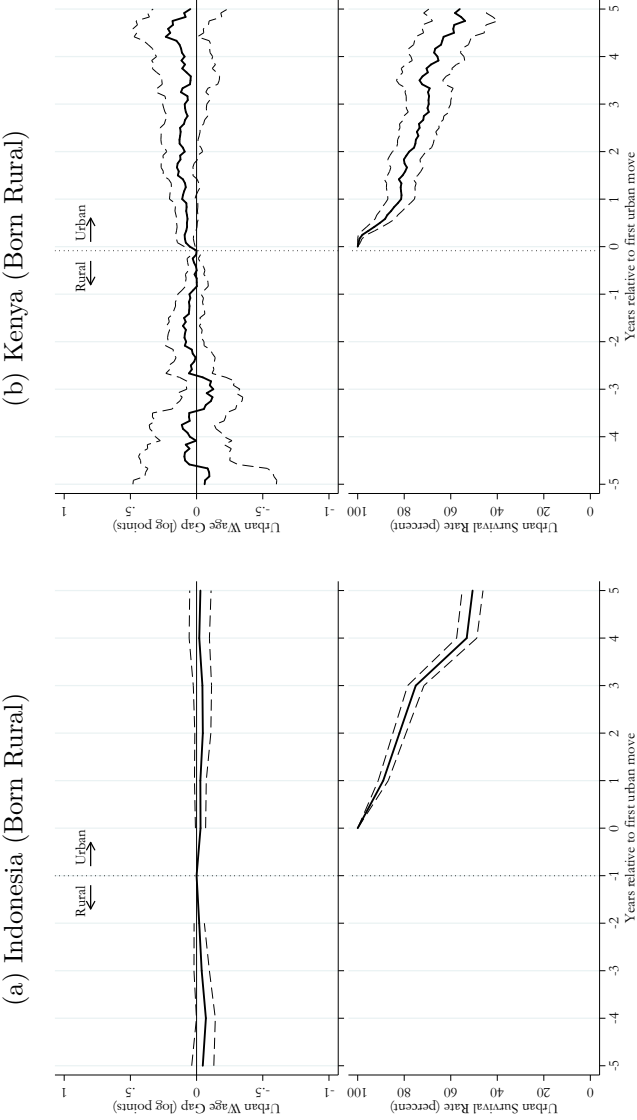 (a) Indonesia (Born Rural)
Rural Urban
Urban Wage Gap (log points)
1
.5
0
-.5
-1
Urban Survival Rate (percent)
100
80
60
40
20
0
-5 -4 -3 -2 -1 0 1 2 3 4 5
Years relative to first urban move
(b) Kenya (Born Rural)
Rural Urban
Urban Wage Gap (log points)
1
.5
0
-.5
-1
Urban Survival Rate (percent)
100
80
60
40
20
0
-5 -4 -3 -2 -1 0 1 2 3 4 5
Years relative to first urban move